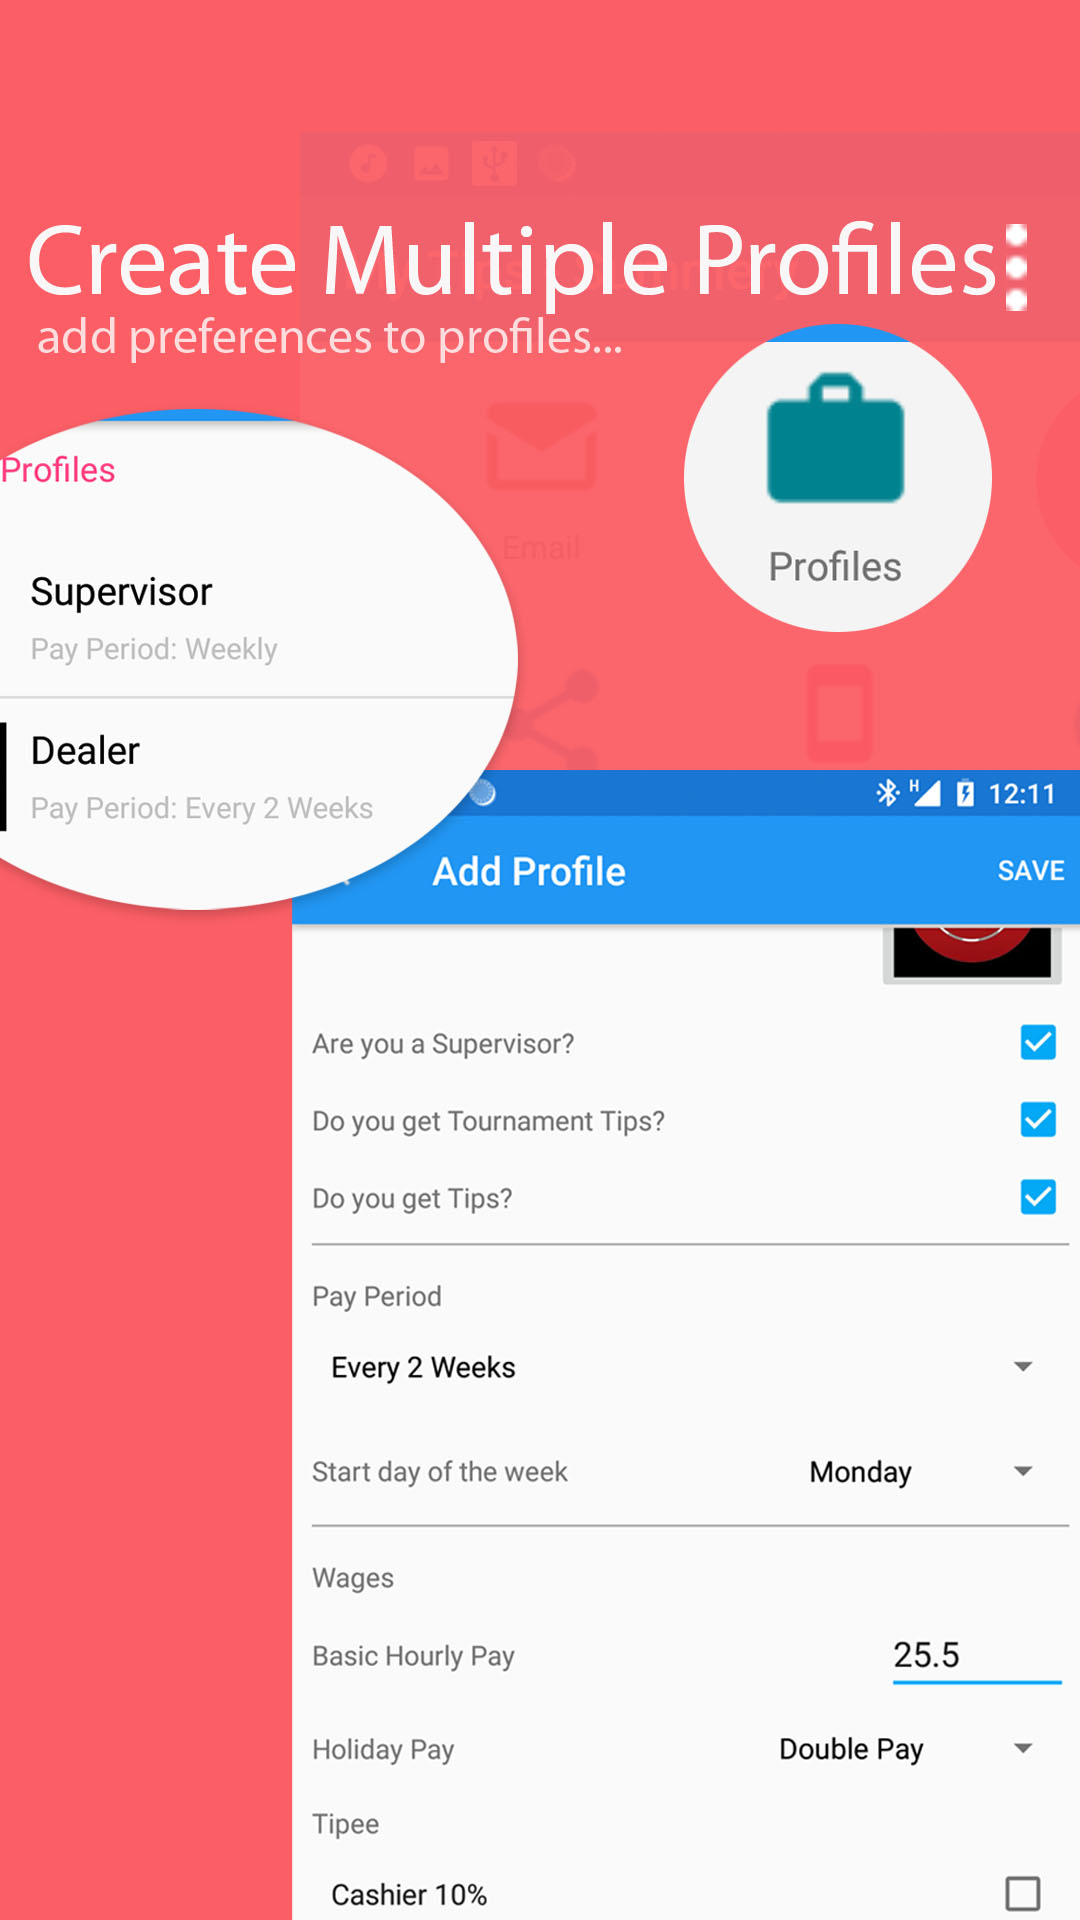 Create Multiple Profiles
add preferences to profiles...
Profiles
Email
Profiles
Supervisor
Pay Period: Weekly
Dealer
Pay Period: Every 2 Weeks
H 12:11
Add Profile SAVE
Are you a Supervisor?
Do you get Tournament Tips?
Do you get Tips?
Pay Period
Every 2 Weeks
Start day of the week Monday
Wages
Basic Hourly Pay 25.5
Holiday Pay Double Pay
Tipee
Cashier 10%